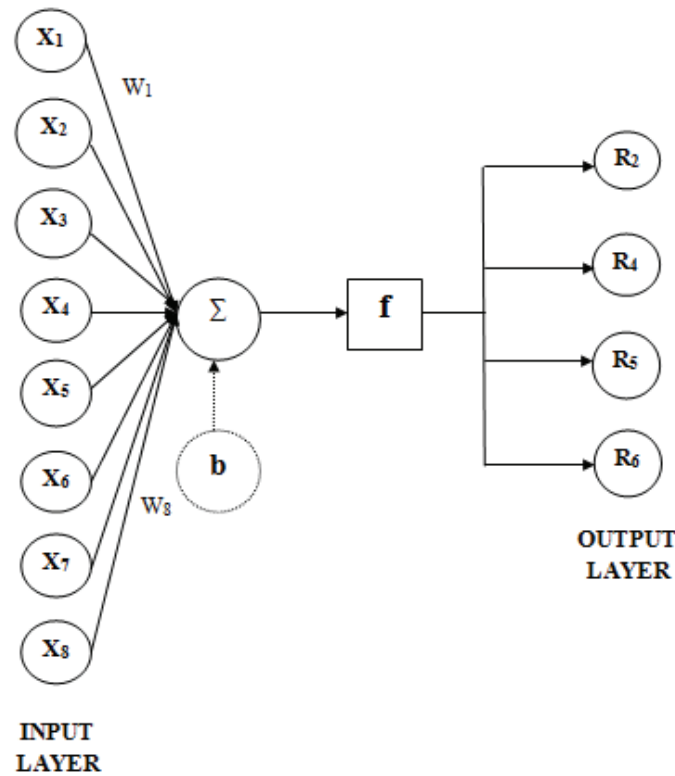 X1
W1
X2
X3
X4
X5
X6
X7
X8
W8
Σ
b
f
R2
R4
R5
R6
INPUT
LAYER
OUTPUT
LAYER